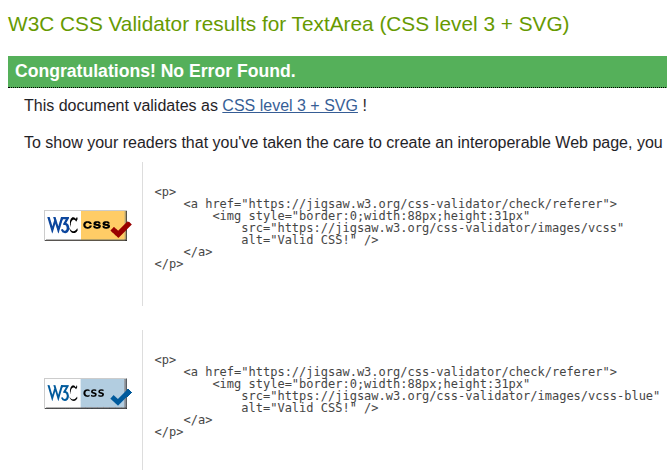 W3C CSS Validator results for TextArea (CSS level 3 + SVG)
Congratulations! No Error Found.
This document validates as CSS level 3 + SVG !
To show your readers that you've taken the care to create an interoperable Web page, you
W3C css
<p>
    <a href="https://jigsaw.w3.org/css-validator/check/referer">
        <img style="border:0;width:88px;height:31px"
            src="https://jigsaw.w3.org/css-validator/images/vcss"
            alt="Valid CSS!" />
    </a>
</p>
W3C css
<p>
    <a href="https://jigsaw.w3.org/css-validator/check/referer">
        <img style="border:0;width:88px;height:31px"
            src="https://jigsaw.w3.org/css-validator/images/vcss-blue"
            alt="Valid CSS!" />
    </a>
</p>